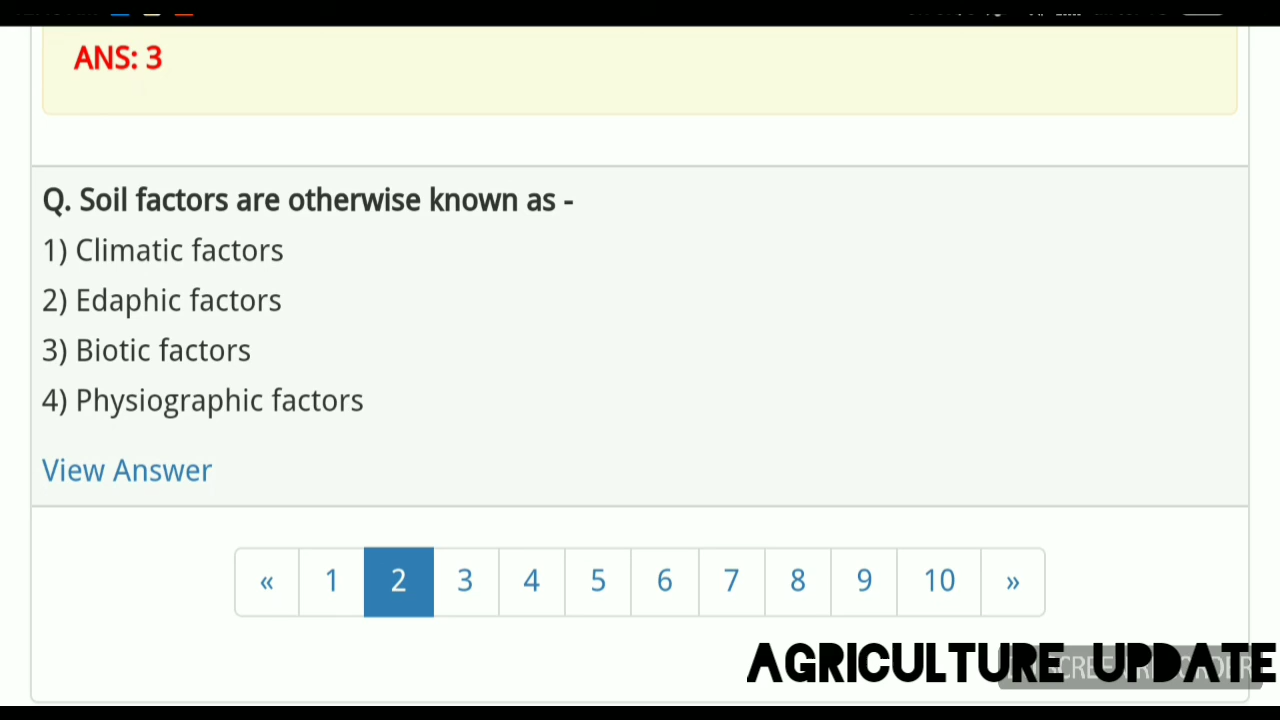 ANS: 3
Q. Soil factors are otherwise known as -
1) Climatic factors
2) Edaphic factors
3) Biotic factors
4) Physiographic factors
View Answer
« 1 2 3 4 5 6 7 8 9 10 »
AGRICULTURE UPDATE